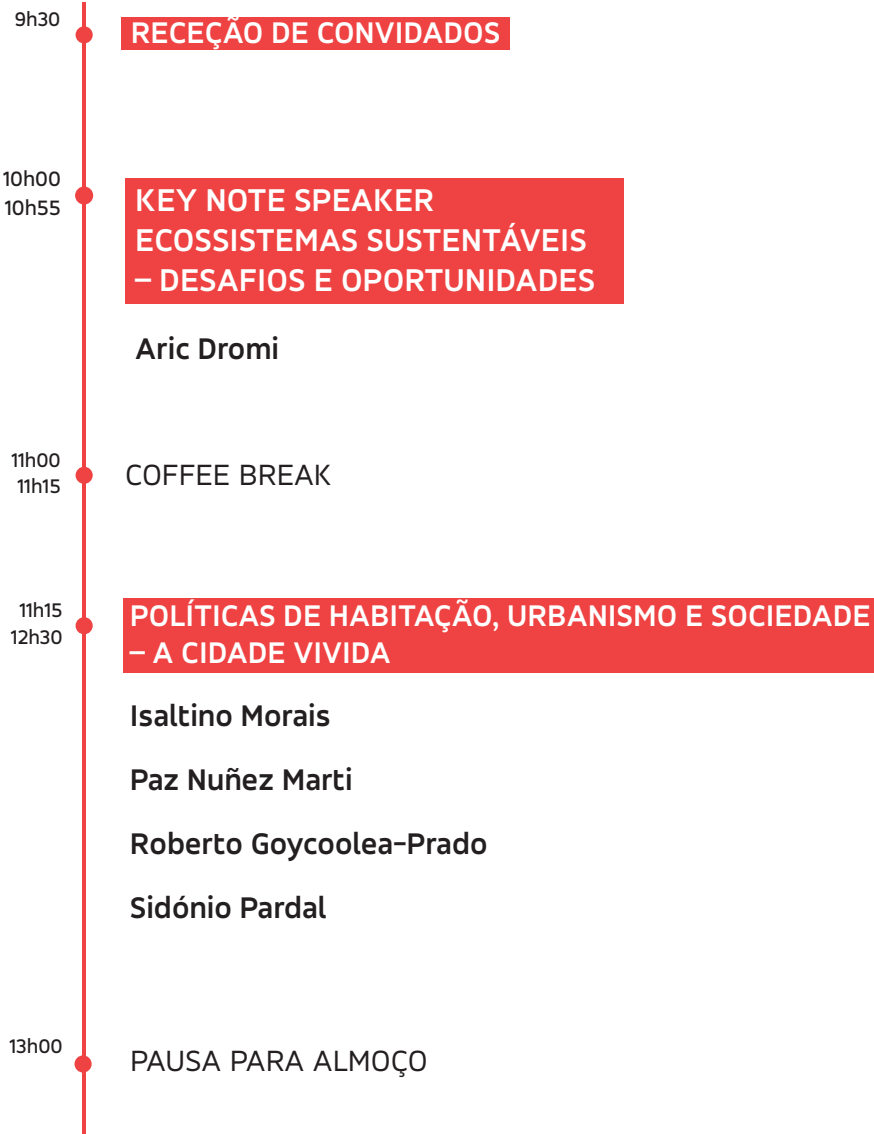 9h30
RECEÇÃO DE CONVIDADOS
10h00
10h55
KEY NOTE SPEAKER
ECOSSISTEMAS SUSTENTÁVEIS
– DESAFIOS E OPORTUNIDADES
Aric Dromi
11h00
11h15
COFFEE BREAK
11h15
12h30
POLÍTICAS DE HABITAÇÃO, URBANISMO E SOCIEDADE
– A CIDADE VIVIDA
Isaltino Morais
Paz Nuñez Marti
Roberto Goycoolea-Prado
Sidónio Pardal
13h00
PAUSA PARA ALMOÇO